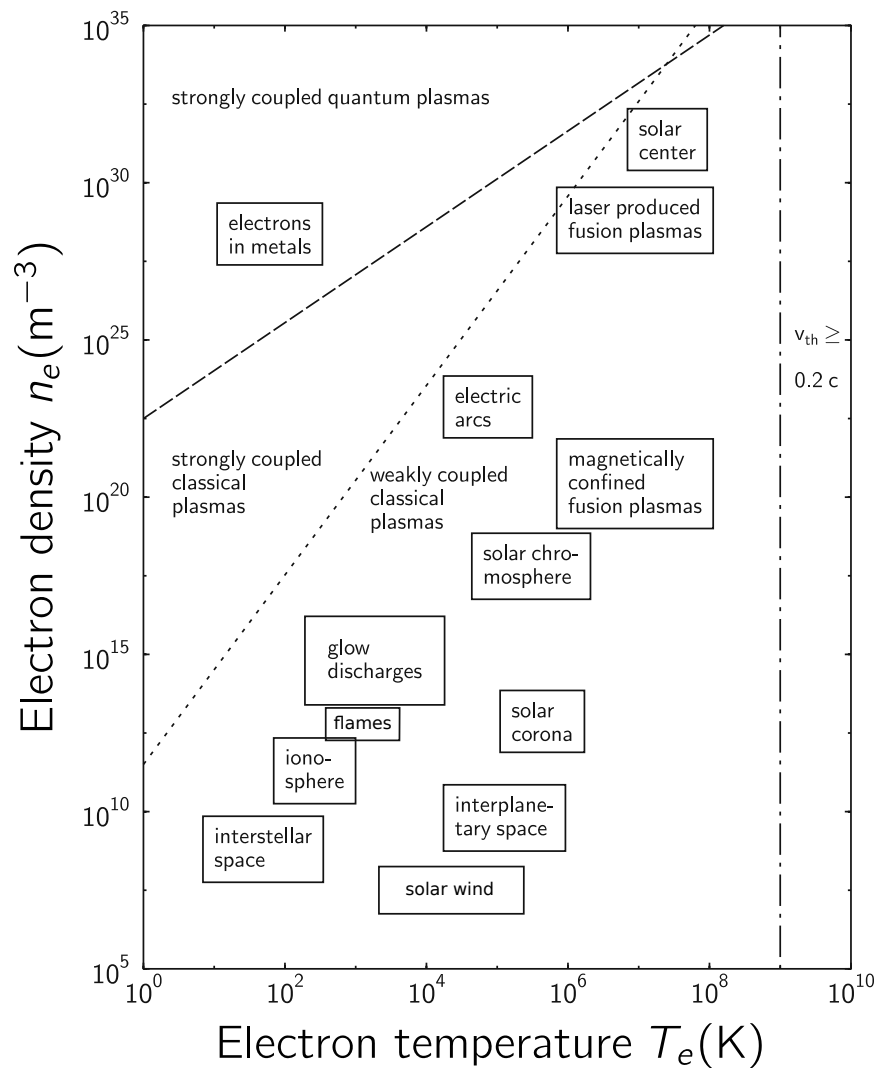 10^35
strongly coupled quantum plasmas
solar
center
10^30
electrons
in metals
laser produced
fusion plasmas
10^25
v_th ≥
0.2 c
electric
arcs
strongly coupled
classical
plasmas
weakly coupled
classical
plasmas
magnetically
confined
fusion plasmas
10^20
solar chro-
mosphere
10^15
glow
discharges
flames
solar
corona
iono-
sphere
10^10
interplane-
tary space
interstellar
space
solar wind
10^5
10^0 10^2 10^4 10^6 10^8 10^10
Electron temperature T_e(K)
Electron density n_e(m^−3)